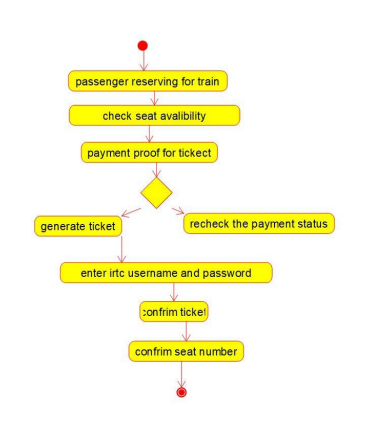 passenger reserving for train
check seat avalibility
payment proof for tickect
generate ticket
recheck the payment status
enter irtc username and password
confrim ticket
confrim seat number